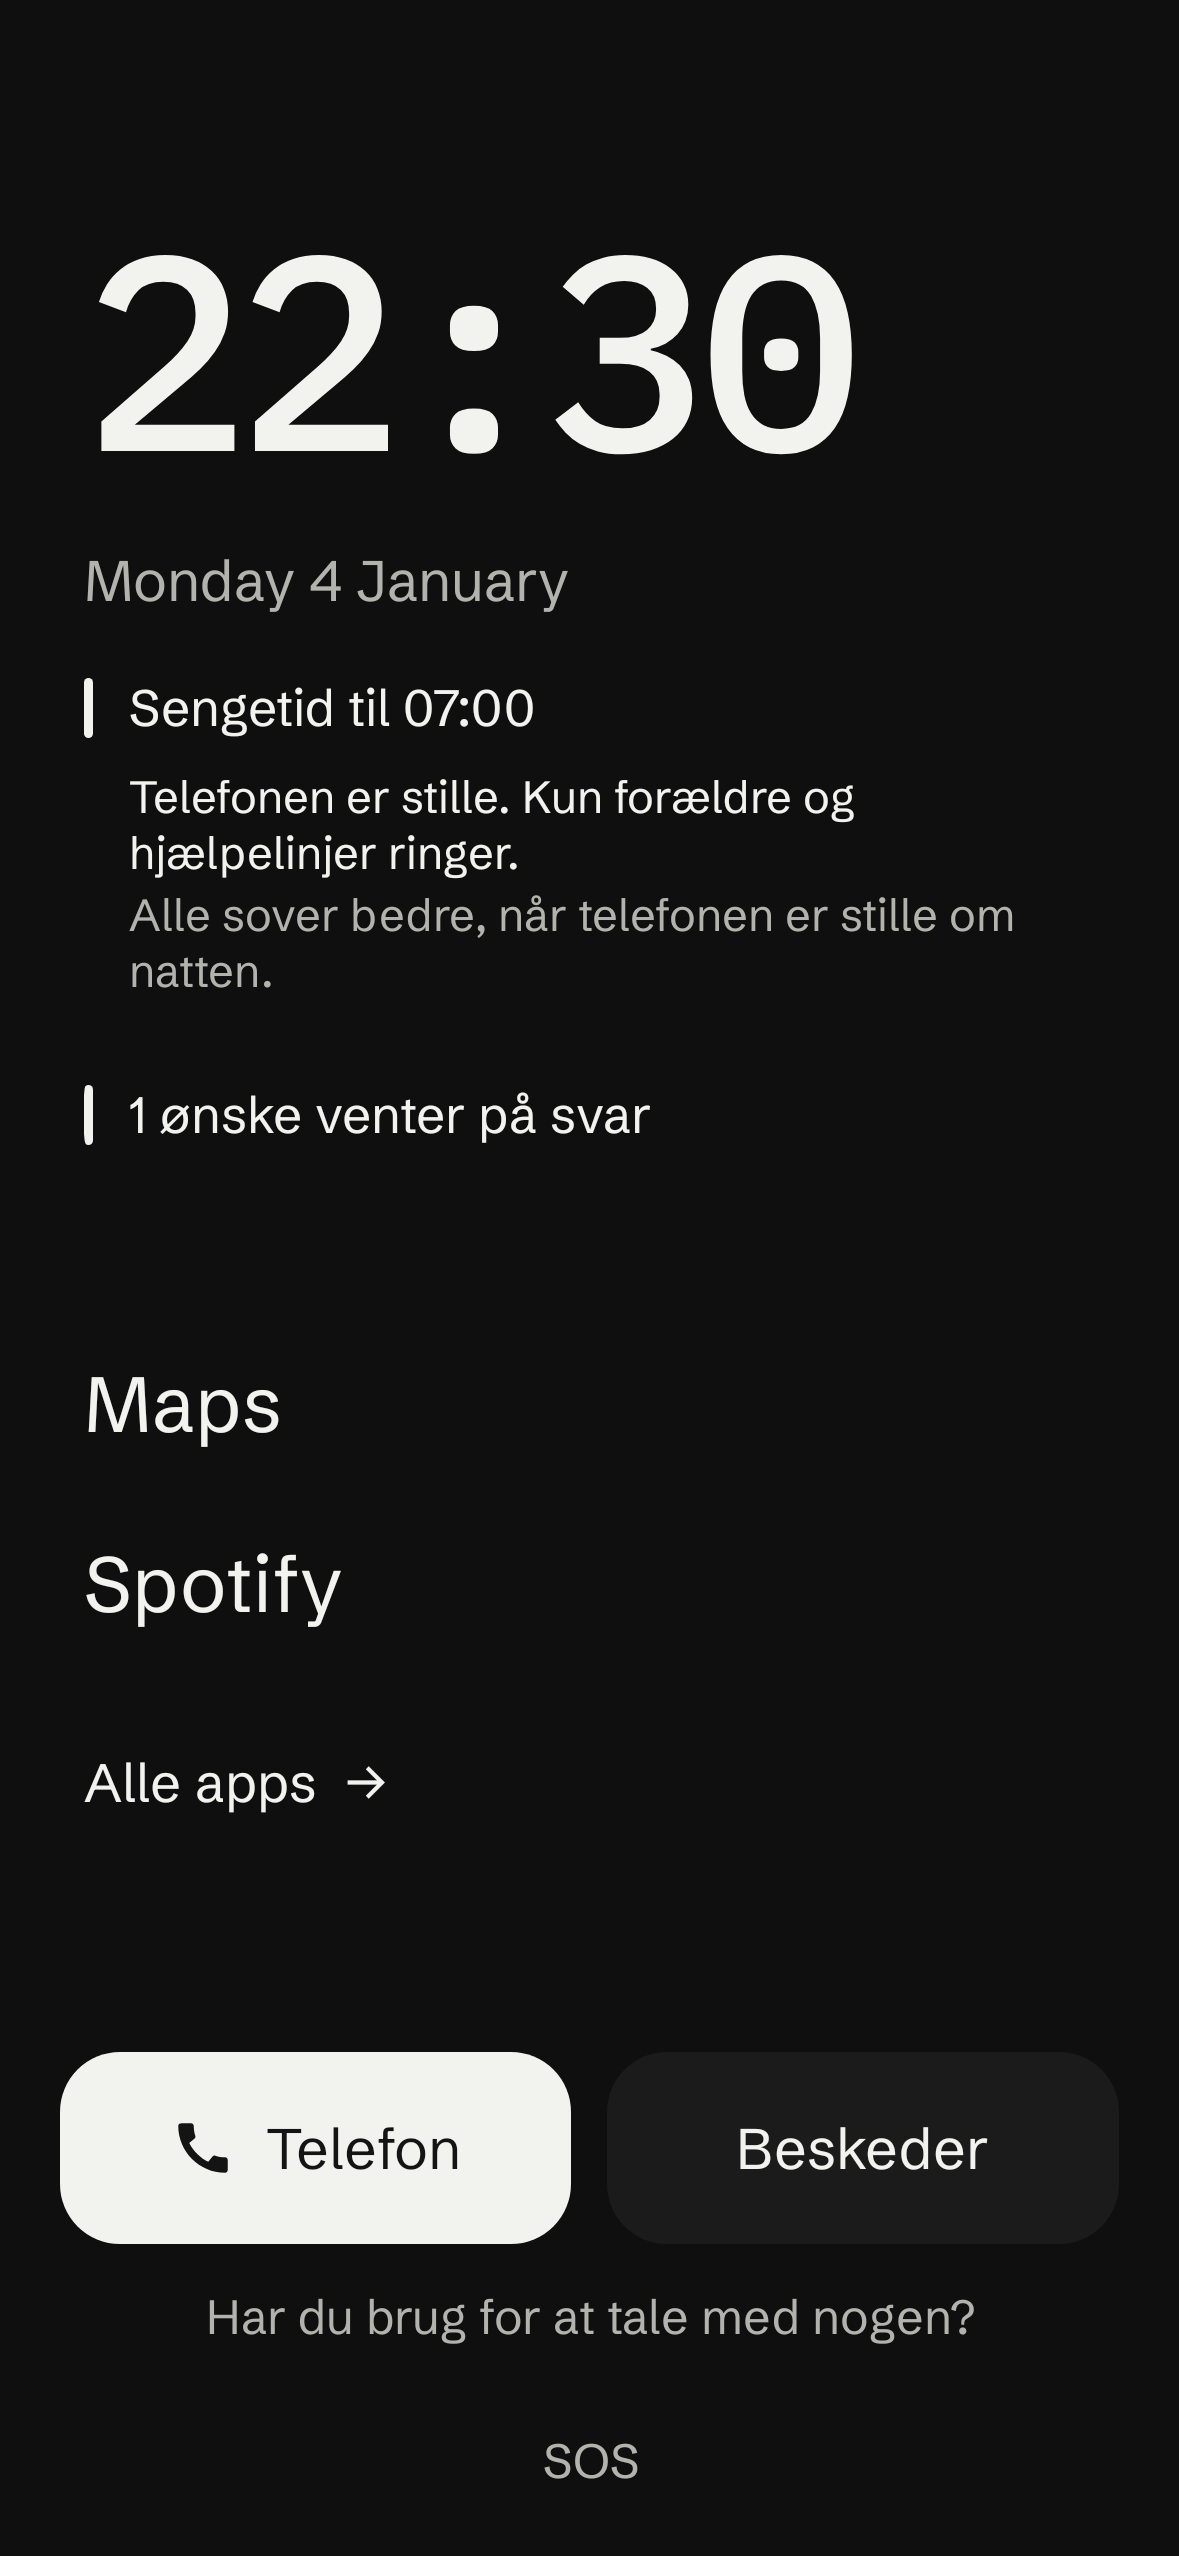 22:30
Monday 4 January
Sengetid til 07:00
Telefonen er stille. Kun forældre og
hjælpelinjer ringer.
Alle sover bedre, når telefonen er stille om
natten.
1 ønske venter på svar
Maps
Spotify
Alle apps →
Telefon
Beskeder
Har du brug for at tale med nogen?
SOS